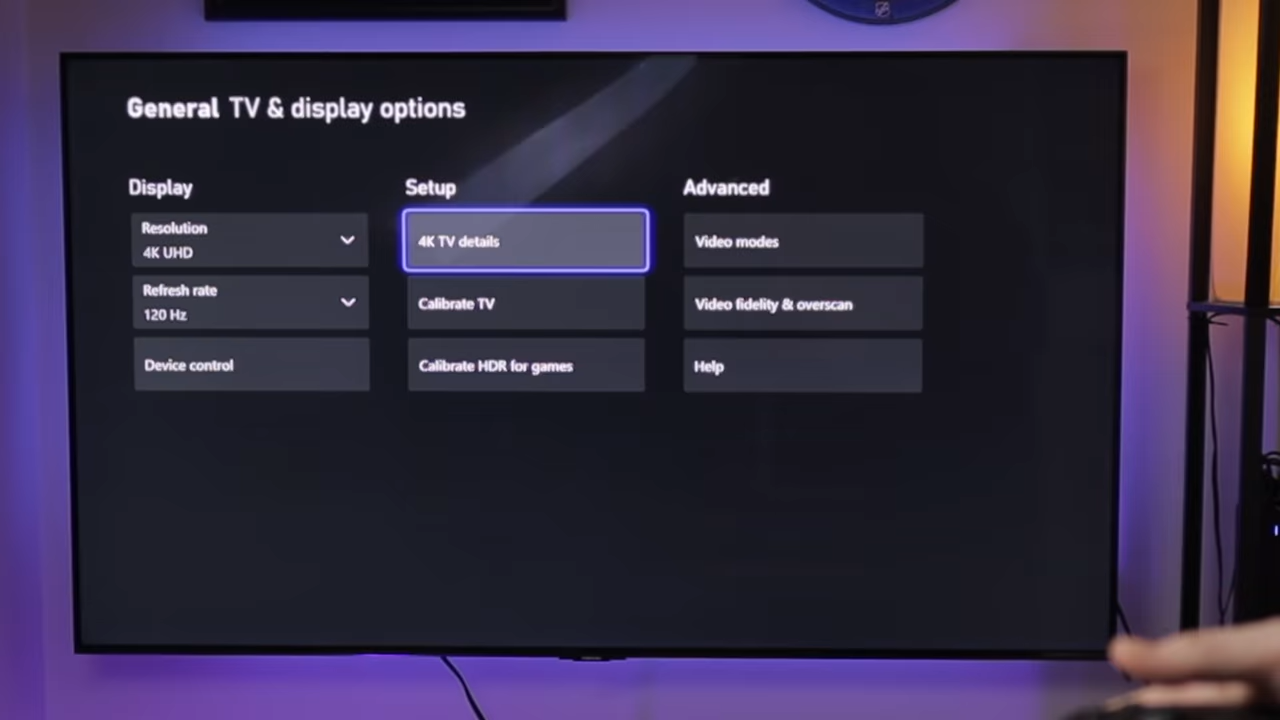 General TV & display options
Display
Resolution
4K UHD
Refresh rate
120 Hz
Device control
Setup
4K TV details
Calibrate TV
Calibrate HDR for games
Advanced
Video modes
Video fidelity & overscan
Help